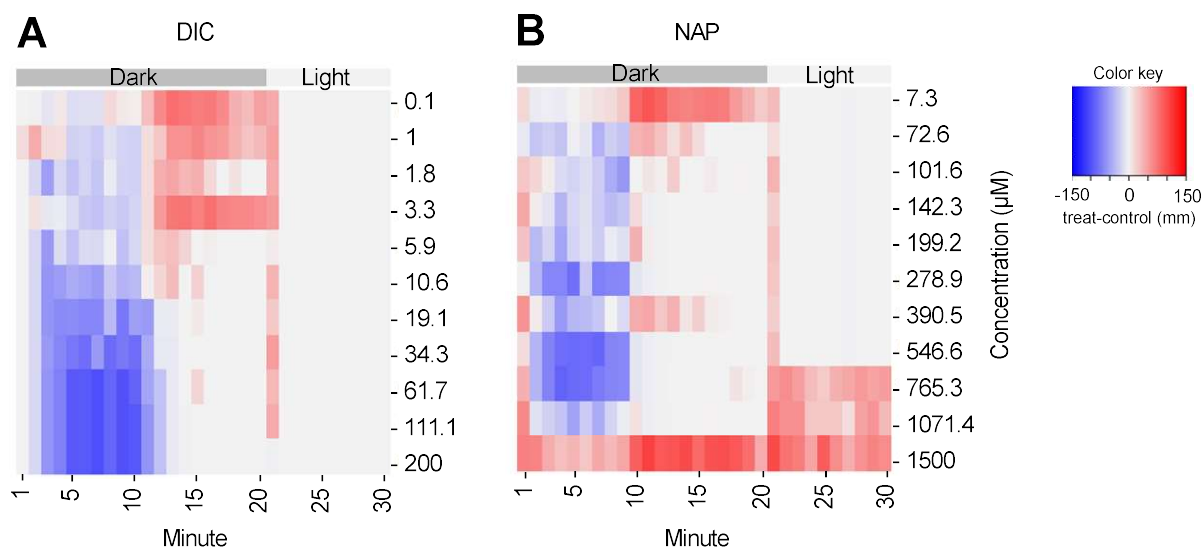 A
DIC
Dark
Light
0.1
1
1.8
3.3
5.9
10.6
19.1
34.3
61.7
111.1
200
1
5
10
15
20
25
30
Minute
B
NAP
Dark
Light
7.3
72.6
101.6
142.3
199.2
278.9
390.5
546.6
765.3
1071.4
1500
Concentration (µM)
1
5
10
15
20
25
30
Minute
Color key
-150 0 150
treat-control (mm)